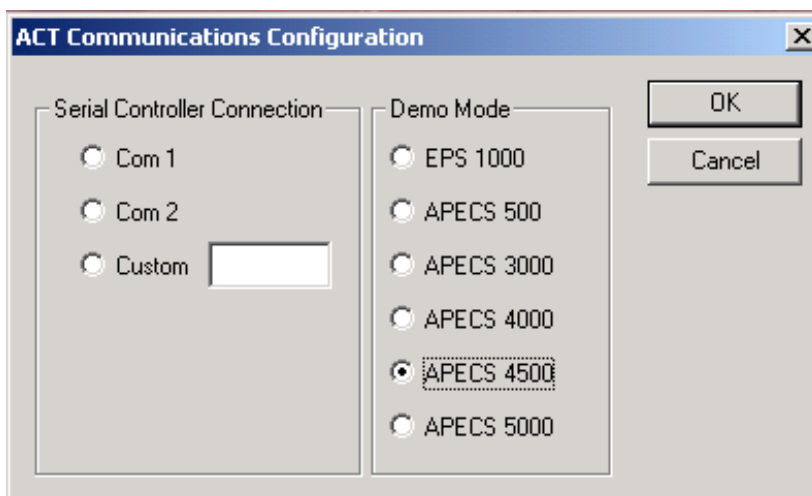 ACT Communications Configuration
Serial Controller Connection
Com 1
Com 2
Custom
Demo Mode
EPS 1000
APECS 500
APECS 3000
APECS 4000
APECS 4500
APECS 5000
OK
Cancel